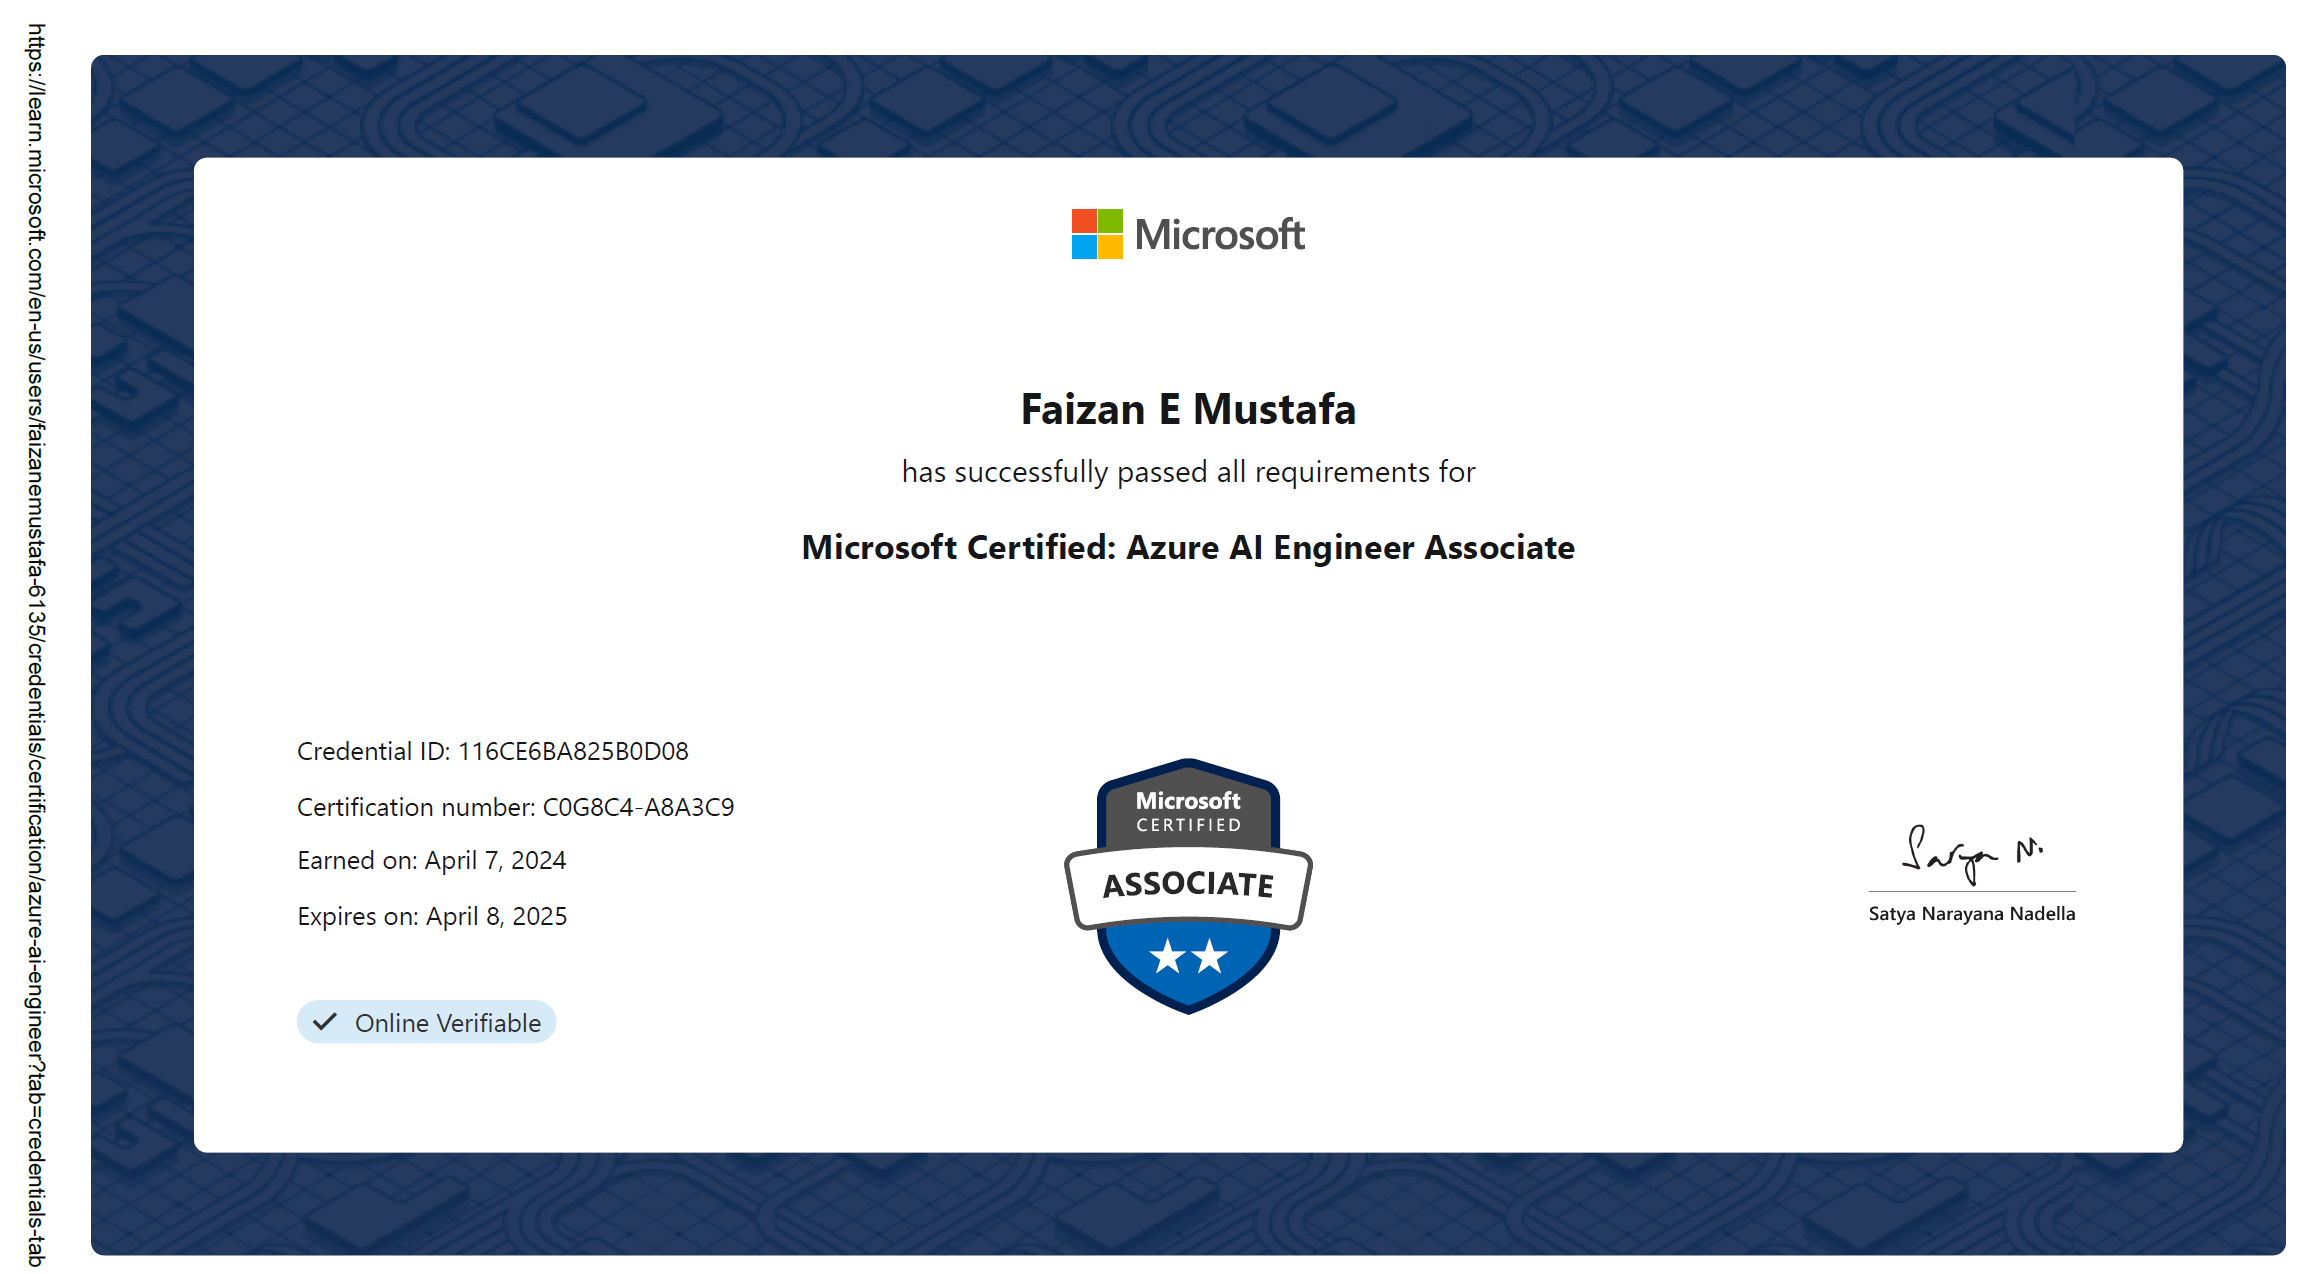 https://learn.microsoft.com/en-us/users/faizanemustafa-6135/credentials/certification/azure-ai-engineer?tab=credentials-tab
Microsoft
Faizan E Mustafa
has successfully passed all requirements for
Microsoft Certified: Azure AI Engineer Associate
Credential ID: 116CE6BA825B0D08
Certification number: C0G8C4-A8A3C9
Earned on: April 7, 2024
Expires on: April 8, 2025
Online Verifiable
Microsoft
CERTIFIED
ASSOCIATE
Satya N.
Satya Narayana Nadella